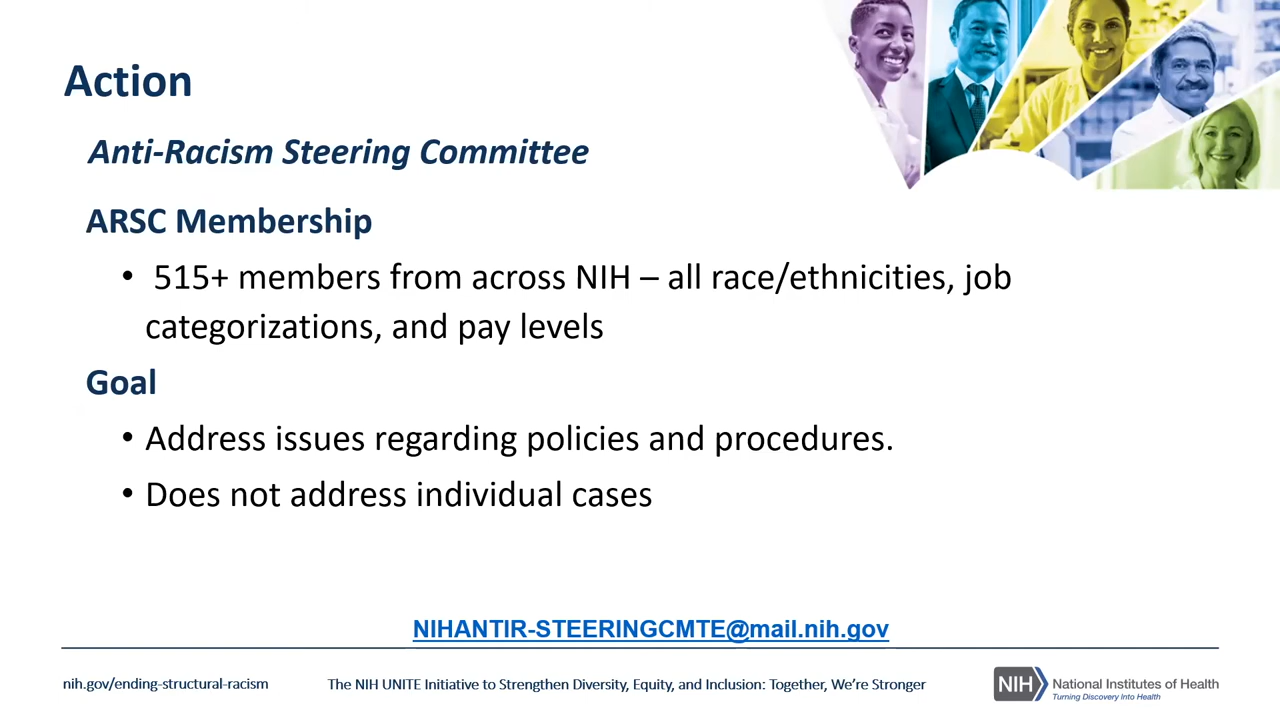 Action
Anti-Racism Steering Committee
ARSC Membership
• 515+ members from across NIH – all race/ethnicities, job
categorizations, and pay levels
Goal
• Address issues regarding policies and procedures.
• Does not address individual cases
NIHANTIR-STEERINGCMTE@mail.nih.gov
nih.gov/ending-structural-racism
The NIH UNITE Initiative to Strengthen Diversity, Equity, and Inclusion: Together, We’re Stronger
NIH
National Institutes of Health
Turning Discovery Into Health